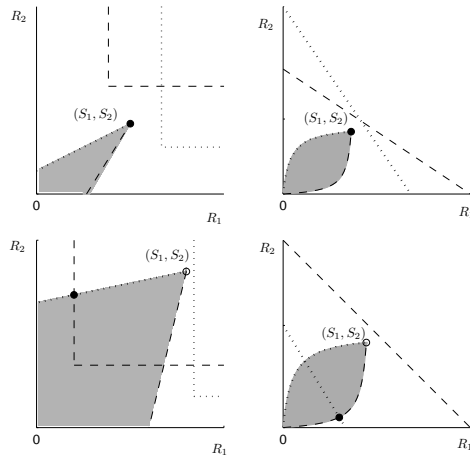 R₂
(S₁, S₂)
0
R₁
R₂
(S₁, S₂)
0
R
R₂
(S₁, S₂)
0
R₁
R₂
(S₁, S₂)
0
R₁